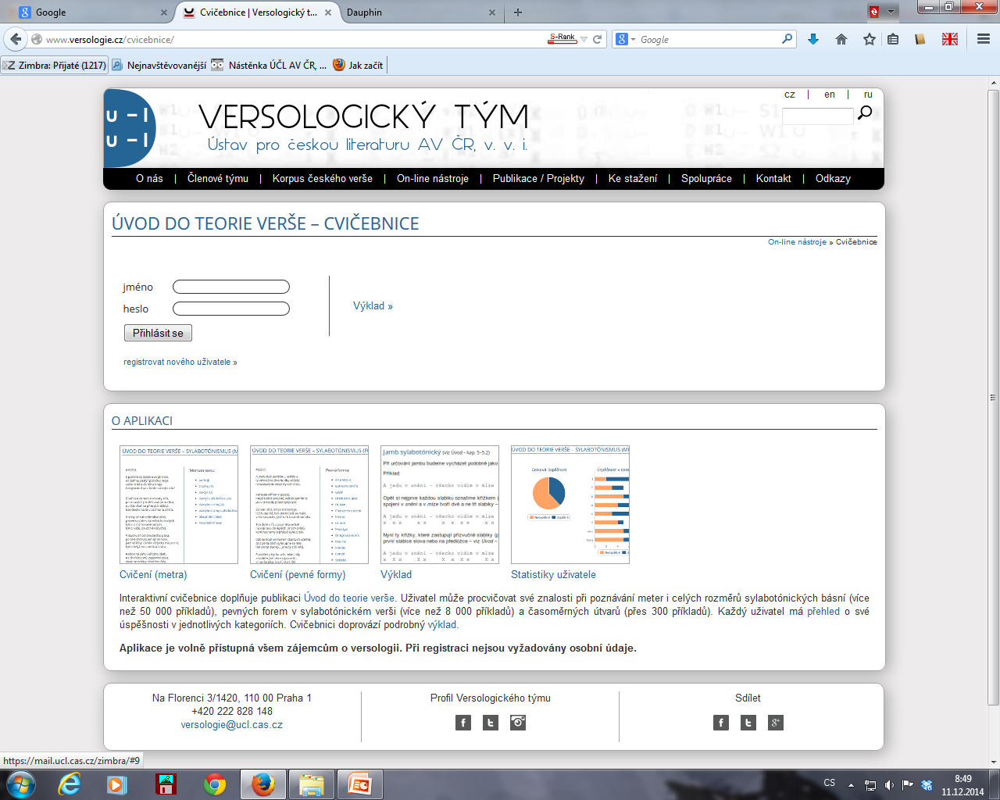 Google
Cvičebnice | Versologický t...
Dauphin
www.versologie.cz/cvicebnice/
S-Rank
Google
Zimbra: Přijaté (1217)
Nejnavštěvovanější
Nástěnka ÚČL AV ČR, ...
Jak začít
cz | en | ru
VERSOLOGICKÝ TÝM
Ústav pro českou literaturu AV ČR, v. v. i.
O nás | Členové týmu | Korpus českého verše | On-line nástroje | Publikace / Projekty | Ke stažení | Spolupráce | Kontakt | Odkazy
ÚVOD DO TEORIE VERŠE – CVIČEBNICE
On-line nástroje » Cvičebnice
jméno
heslo
Výklad »
Přihlásit se
registrovat nového uživatele »
O APLIKACI
ÚVOD DO TEORIE VERŠE – SYLABOTÓNISMUS (M
Metrum textu:
ÚVOD DO TEORIE VERŠE – SYLABOTÓNISMUS (F
Pevná forma:
Jamb sylabotónický (viz Úvod - kap. 5–5.2)
Při určování jambu budeme vycházet podobně jako
Příklad:
A jedu v snění – všecko vidím v mlze
Opět si nejprve každou slabiku označme křížkem
spojení v snění a v mlze tvoří dvě a ne tři slabiky –
A jedu v snění – všecko vidím v mlze
x x x x x x x x x
Nyní ty křížky, které zastupují přízvučné slabiky
první slabice slova nebo na předložce – viz Úvod –
A jedu v snění – všecko vidím v mlze
ÚVOD DO TEORIE VERŠE – SYLABOTÓNISMUS (M
Celková úspěšnost
Úspěšnost v kate
Neúspěšné Úspěšné
Cvičení (metra)
Cvičení (pevné formy)
Výklad
Statistiky uživatele
Interaktivní cvičebnice doplňuje publikaci Úvod do teorie verše. Uživatel může procvičovat své znalosti při poznávání meter i celých rozměrů sylabotónických básní (více
než 50 000 příkladů), pevných forem v sylabotónickém verši (více než 8 000 příkladů) a časoměrných útvarů (přes 300 příkladů). Každý uživatel má přehled o své
úspěšnosti v jednotlivých kategoriích. Cvičebnici doprovází podrobný výklad.
Aplikace je volně přístupná všem zájemcům o versologii. Při registraci nejsou vyžadovány osobní údaje.
Na Florenci 3/1420, 110 00 Praha 1
+420 222 828 148
versologie@ucl.cas.cz
Profil Versologického týmu
Sdílet
https://mail.ucl.cas.cz/zimbra/#9
CS
8:49
11.12.2014